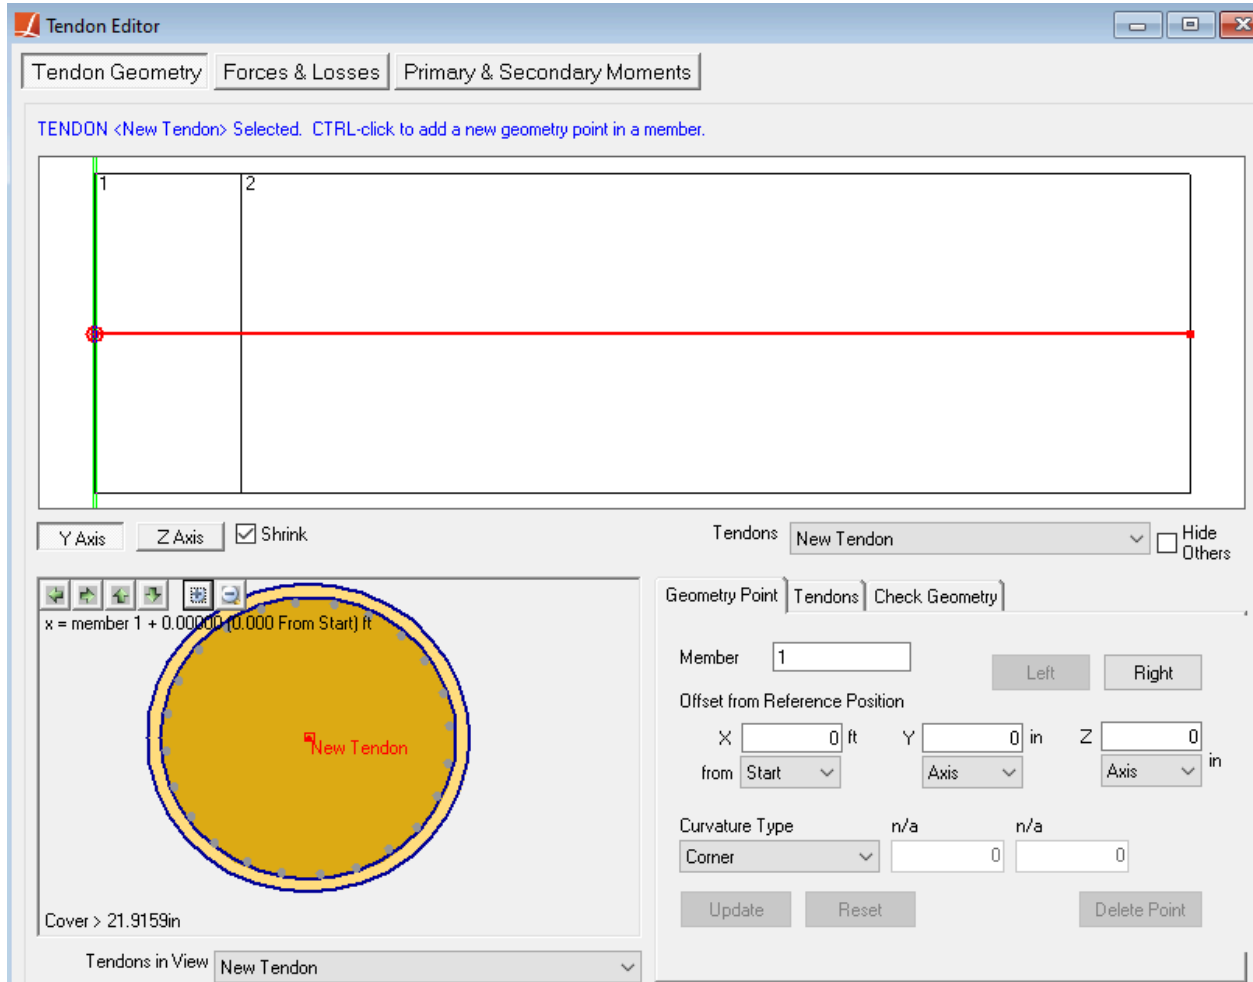 Tendon Editor
Tendon Geometry Forces & Losses Primary & Secondary Moments
TENDON <New Tendon> Selected. CTRL-click to add a new geometry point in a member.
1 2
Y Axis Z Axis Shrink Tendons New Tendon Hide Others
x = member 1 + 0.00000 (0.000 From Start) ft
New Tendon
Cover > 21.9159in
Tendons in View New Tendon
Geometry Point Tendons Check Geometry
Member 1 Left Right
Offset from Reference Position
X 0 ft Y 0 in Z 0 in
from Start Axis Axis
Curvature Type n/a n/a
Corner 0 0
Update Reset Delete Point